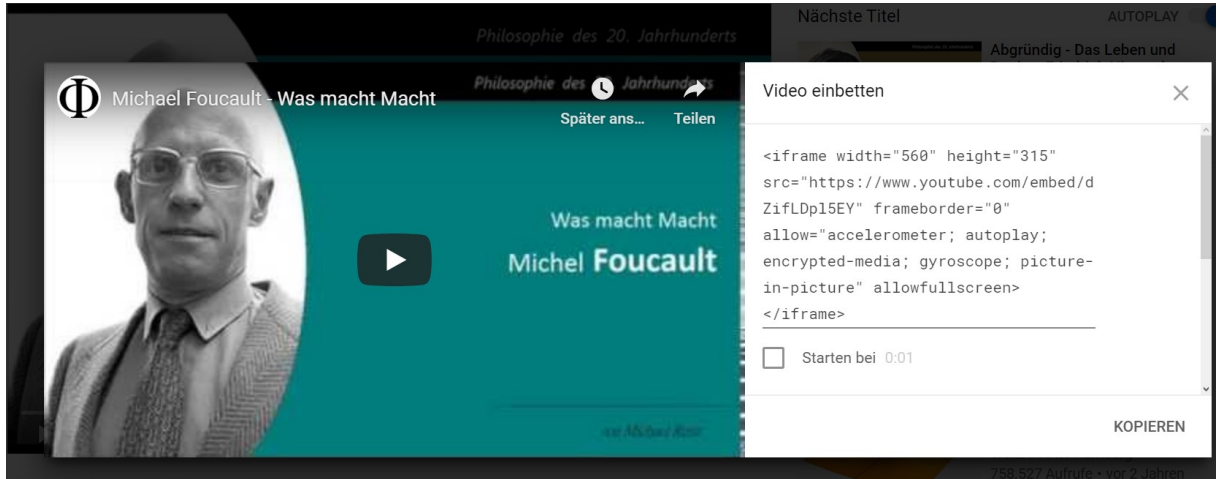 Philosophie des 20. Jahrhunderts
Nächste Titel
AUTOPLAY
Abgründig - Das Leben und
Michael Foucault - Was macht Macht
Philosophie des Jahrhunderts
Später ans...
Teilen
Was macht Macht
Michel Foucault
Video einbetten
<iframe width="560" height="315"
src="https://www.youtube.com/embed/d
ZifLDpl5EY" frameborder="0"
allow="accelerometer; autoplay;
encrypted-media; gyroscope; picture-
in-picture" allowfullscreen>
</iframe>
Starten bei 0:01
KOPIEREN
758.527 Aufrufe • vor 2 Jahren